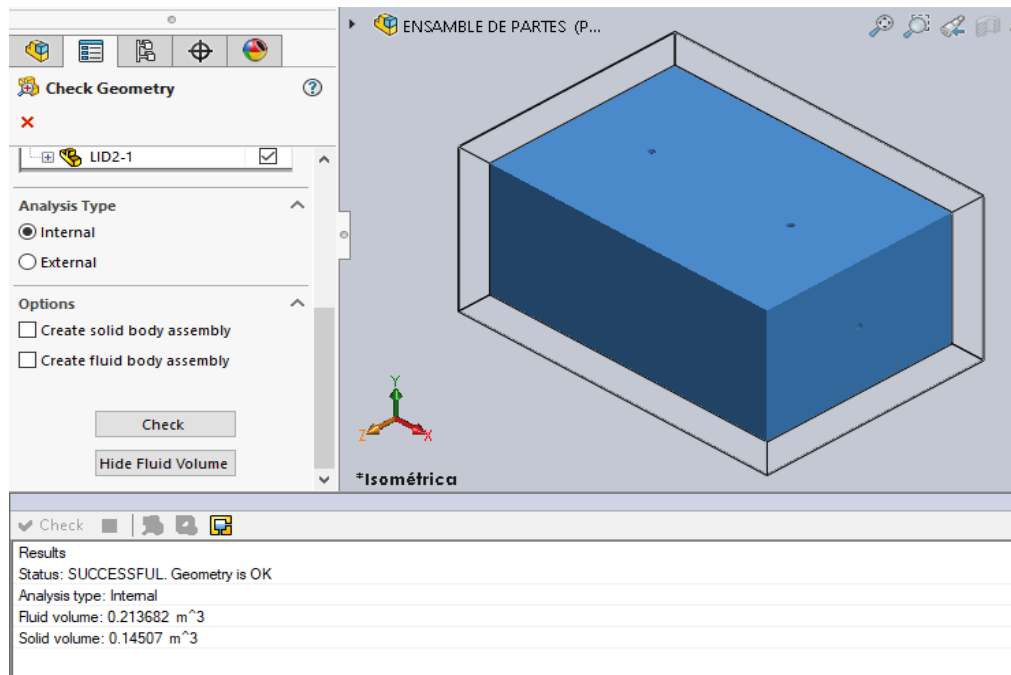 ENSAMBLE DE PARTES (P...
Check Geometry
LID2-1
Analysis Type
Internal
External
Options
Create solid body assembly
Create fluid body assembly
Check
Hide Fluid Volume
Y
Z
X
*Isométrica
Check
Results
Status: SUCCESSFUL. Geometry is OK
Analysis type: Internal
Fluid volume: 0.213682 m^3
Solid volume: 0.14507 m^3